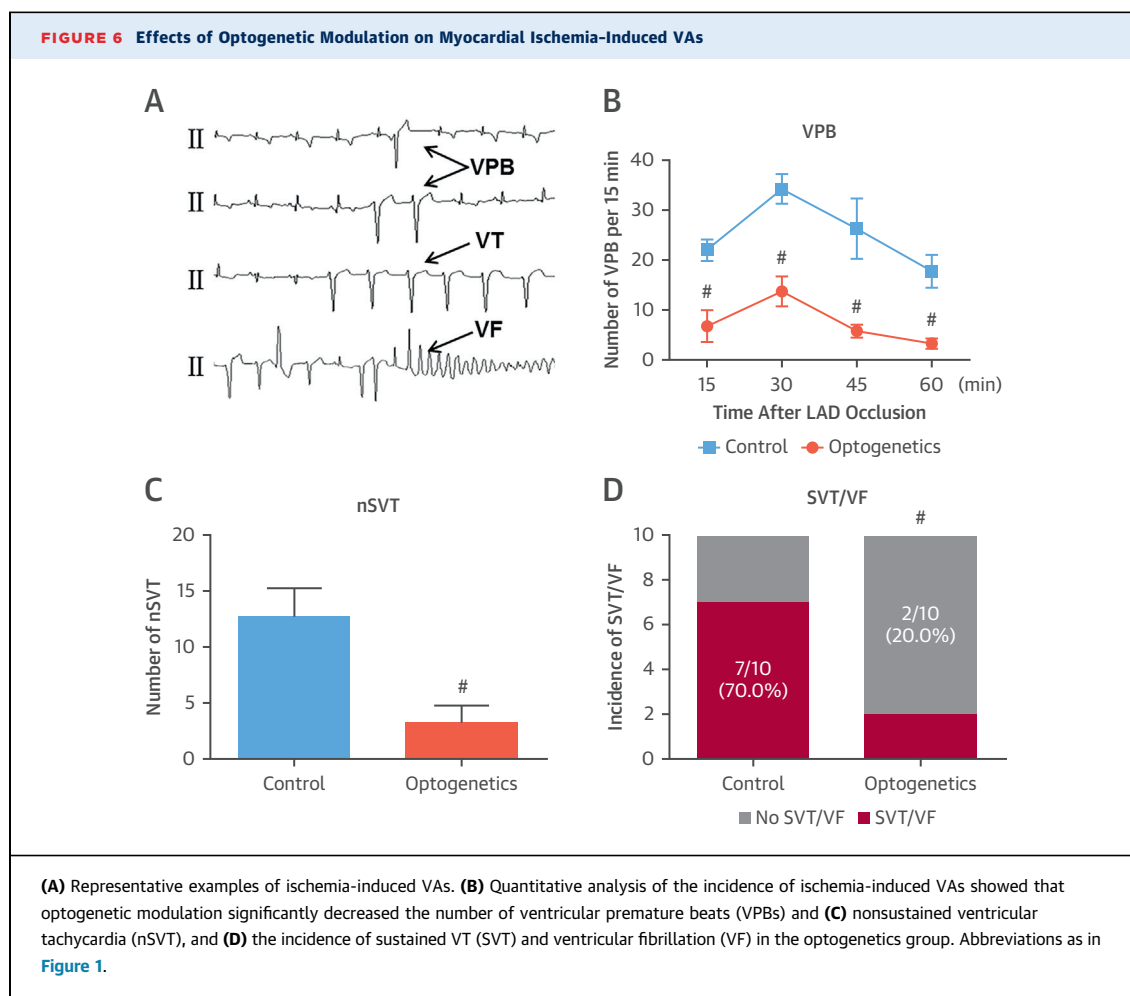 FIGURE 6 Effects of Optogenetic Modulation on Myocardial Ischemia-Induced VAs
A
II
VPB
II
VT
II
VF
II
B
VPB
Number of VPB per 15 min
40
30
20
10
0
#
#
#
#
15 30 45 60 (min)
Time After LAD Occlusion
Control Optogenetics
C
nSVT
Number of nSVT
20
15
10
5
0
#
Control Optogenetics
D
SVT/VF
#
Incidence of SVT/VF
10
8
6
4
2
0
7/10
(70.0%)
2/10
(20.0%)
Control Optogenetics
No SVT/VF SVT/VF
(A) Representative examples of ischemia-induced VAs. (B) Quantitative analysis of the incidence of ischemia-induced VAs showed that
optogenetic modulation significantly decreased the number of ventricular premature beats (VPBs) and (C) nonsustained ventricular
tachycardia (nSVT), and (D) the incidence of sustained VT (SVT) and ventricular fibrillation (VF) in the optogenetics group. Abbreviations as in
Figure 1.